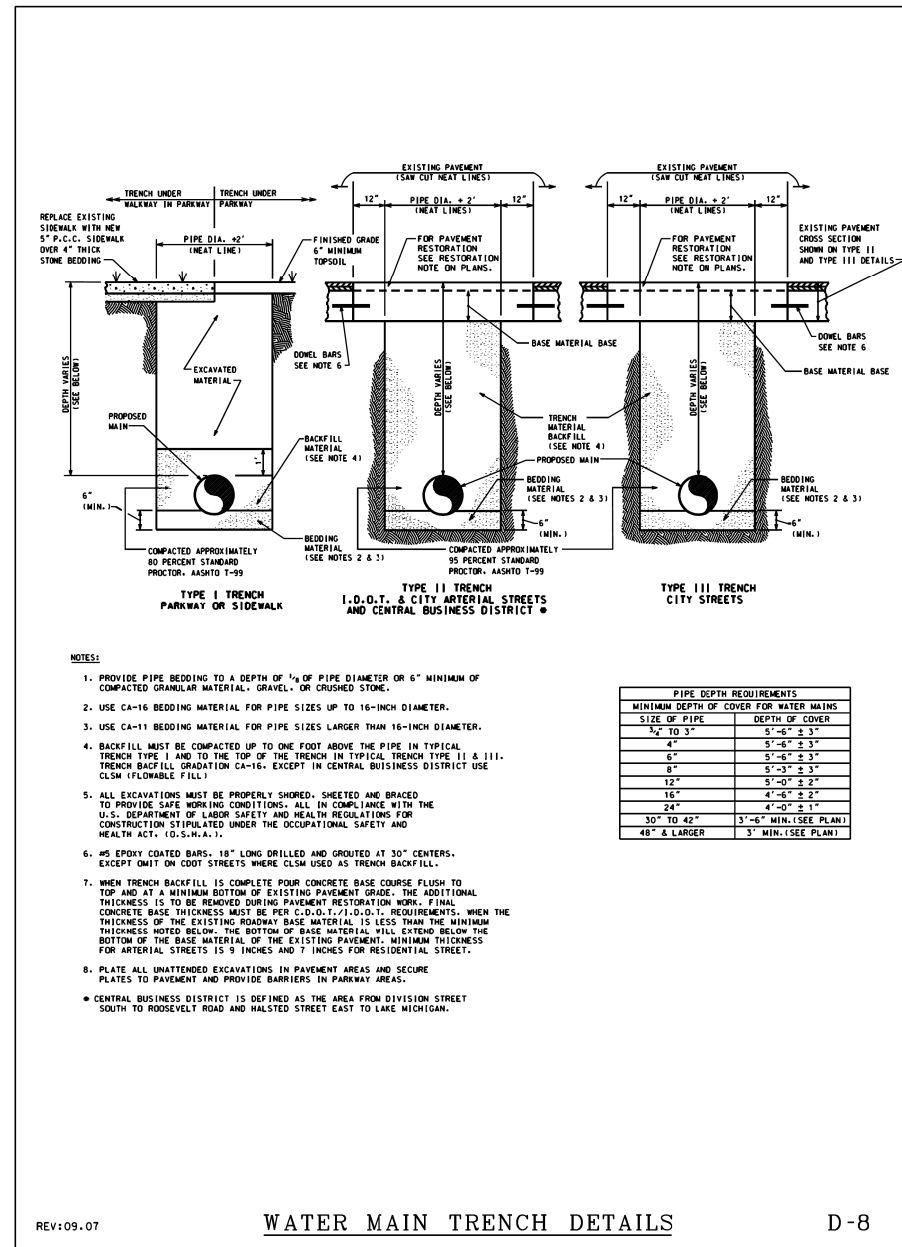 TRENCH UNDER
WALKWAY IN PARKWAY
TRENCH UNDER
PARKWAY
REPLACE EXISTING
SIDEWALK WITH NEW
5" P.C.C. SIDEWALK
OVER 4" THICK
STONE BEDDING
PIPE DIA. +2'
(NEAT LINE)
FINISHED GRADE
6" MINIMUM
TOPSOIL
DEPTH VARIES
(SEE BELOW)
EXCAVATED
MATERIAL
PROPOSED
MAIN
1'
BACKFILL
MATERIAL
(SEE NOTE 4)
6"
(MIN.)
BEDDING
MATERIAL
(SEE NOTES 2 & 3)
COMPACTED APPROXIMATELY
80 PERCENT STANDARD
PROCTOR. AASHTO T-99
TYPE I TRENCH
PARKWAY OR SIDEWALK
EXISTING PAVEMENT
(SAW CUT NEAT LINES)
12"
PIPE DIA. + 2'
(NEAT LINES)
12"
FOR PAVEMENT
RESTORATION
SEE RESTORATION
NOTE ON PLANS.
DOWEL BARS
SEE NOTE 6
BASE MATERIAL BASE
DEPTH VARIES
(SEE BELOW)
TRENCH
MATERIAL
BACKFILL
(SEE NOTE 4)
PROPOSED MAIN
BEDDING
MATERIAL
(SEE NOTES 2 & 3)
6"
(MIN.)
COMPACTED APPROXIMATELY
95 PERCENT STANDARD
PROCTOR. AASHTO T-99
TYPE II TRENCH
I.D.O.T. & CITY ARTERIAL STREETS
AND CENTRAL BUSINESS DISTRICT *
EXISTING PAVEMENT
(SAW CUT NEAT LINES)
12"
PIPE DIA. + 2'
(NEAT LINES)
12"
FOR PAVEMENT
RESTORATION
SEE RESTORATION
NOTE ON PLANS.
EXISTING PAVEMENT
CROSS SECTION
SHOWN ON TYPE II
AND TYPE III DETAILS
DOWEL BARS
SEE NOTE 6
BASE MATERIAL BASE
DEPTH VARIES
(SEE BELOW)
BEDDING
MATERIAL
(SEE NOTES 2 & 3)
6"
(MIN.)
TYPE III TRENCH
CITY STREETS
NOTES:
1. PROVIDE PIPE BEDDING TO A DEPTH OF 1/8 OF PIPE DIAMETER OR 6" MINIMUM OF
COMPACTED GRANULAR MATERIAL. GRAVEL. OR CRUSHED STONE.
2. USE CA-16 BEDDING MATERIAL FOR PIPE SIZES UP TO 16-INCH DIAMETER.
3. USE CA-11 BEDDING MATERIAL FOR PIPE SIZES LARGER THAN 16-INCH DIAMETER.
4. BACKFILL MUST BE COMPACTED UP TO ONE FOOT ABOVE THE PIPE IN TYPICAL
TRENCH TYPE I AND TO THE TOP OF THE TRENCH IN TYPICAL TRENCH TYPE II & III.
TRENCH BACFILL GRADATION CA-16. EXCEPT IN CENTRAL BUISINESS DISTRICT USE
CLSM (FLOWABLE FILL)
5. ALL EXCAVATIONS MUST BE PROPERLY SHORED. SHEETED AND BRACED
TO PROVIDE SAFE WORKING CONDITIONS. ALL IN COMPLIANCE WITH THE
U.S. DEPARTMENT OF LABOR SAFETY AND HEALTH REGULATIONS FOR
CONSTRUCTION STIPULATED UNDER THE OCCUPATIONAL SAFETY AND
HEALTH ACT. (O.S.H.A.).
6. #5 EPOXY COATED BARS. 18" LONG DRILLED AND GROUTED AT 30" CENTERS.
EXCEPT OMIT ON CDOT STREETS WHERE CLSM USED AS TRENCH BACKFILL.
7. WHEN TRENCH BACKFILL IS COMPLETE POUR CONCRETE BASE COURSE FLUSH TO
TOP AND AT A MINIMUM BOTTOM OF EXISTING PAVEMENT GRADE. THE ADDITIONAL
THICKNESS IS TO BE REMOVED DURING PAVEMENT RESTORATION WORK. FINAL
CONCRETE BASE THICKNESS MUST BE PER C.D.O.T./I.D.O.T. REQUIREMENTS. WHEN THE
THICKNESS OF THE EXISTING ROADWAY BASE MATERIAL IS LESS THAN THE MINIMUM
THICKNESS NOTED BELOW. THE BOTTOM OF BASE MATERIAL WILL EXTEND BELOW THE
BOTTOM OF THE BASE MATERIAL OF THE EXISTING PAVEMENT. MINIMUM THICKNESS
FOR ARTERIAL STREETS IS 9 INCHES AND 7 INCHES FOR RESIDENTIAL STREET.
8. PLATE ALL UNATTENDED EXCAVATIONS IN PAVEMENT AREAS AND SECURE
PLATES TO PAVEMENT AND PROVIDE BARRIERS IN PARKWAY AREAS.
* CENTRAL BUSINESS DISTRICT IS DEFINED AS THE AREA FROM DIVISION STREET
SOUTH TO ROOSEVELT ROAD AND HALSTED STREET EAST TO LAKE MICHIGAN.
PIPE DEPTH REQUIREMENTS
MINIMUM DEPTH OF COVER FOR WATER MAINS
SIZE OF PIPE DEPTH OF COVER
3/4" TO 3" 5'-6" ± 3"
4" 5'-6" ± 3"
6" 5'-6" ± 3"
8" 5'-3" ± 3"
12" 5'-0" ± 2"
16" 4'-6" ± 2"
24" 4'-0" ± 1"
30" TO 42" 3'-6" MIN.(SEE PLAN)
48" & LARGER 3' MIN.(SEE PLAN)
REV:09.07
WATER MAIN TRENCH DETAILS
D-8